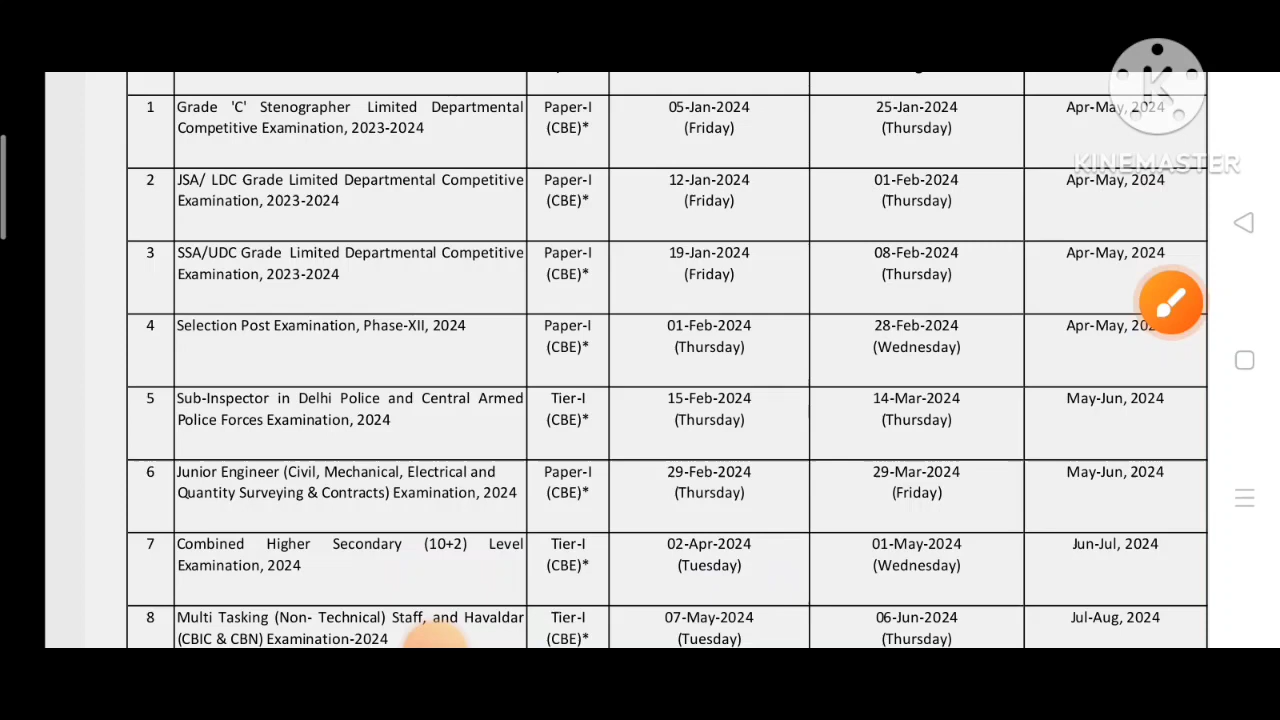 KINEMASTER
1 Grade 'C' Stenographer Limited Departmental Paper-I 05-Jan-2024 25-Jan-2024 Apr-May, 2024
Competitive Examination, 2023-2024 (CBE)* (Friday) (Thursday)
2 JSA/ LDC Grade Limited Departmental Competitive Paper-I 12-Jan-2024 01-Feb-2024 Apr-May, 2024
Examination, 2023-2024 (CBE)* (Friday) (Thursday)
3 SSA/UDC Grade Limited Departmental Competitive Paper-I 19-Jan-2024 08-Feb-2024 Apr-May, 2024
Examination, 2023-2024 (CBE)* (Friday) (Thursday)
4 Selection Post Examination, Phase-XII, 2024 Paper-I 01-Feb-2024 28-Feb-2024 Apr-May,
(CBE)* (Thursday) (Wednesday)
5 Sub-Inspector in Delhi Police and Central Armed Tier-I 15-Feb-2024 14-Mar-2024 May-Jun, 2024
Police Forces Examination, 2024 (CBE)* (Thursday) (Thursday)
6 Junior Engineer (Civil, Mechanical, Electrical and Paper-I 29-Feb-2024 29-Mar-2024 May-Jun, 2024
Quantity Surveying & Contracts) Examination, 2024 (CBE)* (Thursday) (Friday)
7 Combined Higher Secondary (10+2) Level Tier-I 02-Apr-2024 01-May-2024 Jun-Jul, 2024
Examination, 2024 (CBE)* (Tuesday) (Wednesday)
8 Multi Tasking (Non- Technical) Staff, and Havaldar Tier-I 07-May-2024 06-Jun-2024 Jul-Aug, 2024
(CBIC & CBN) Examination-2024 (CBE)* (Tuesday) (Thursday)